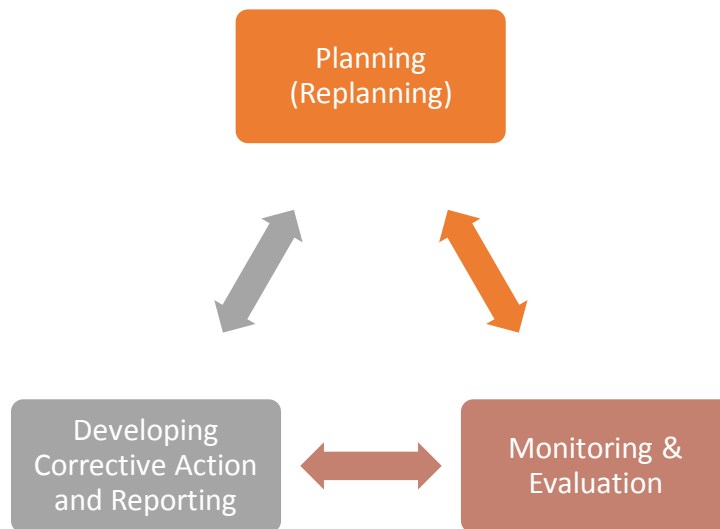 Planning
(Replanning)
Developing
Corrective Action
and Reporting
Monitoring &
Evaluation